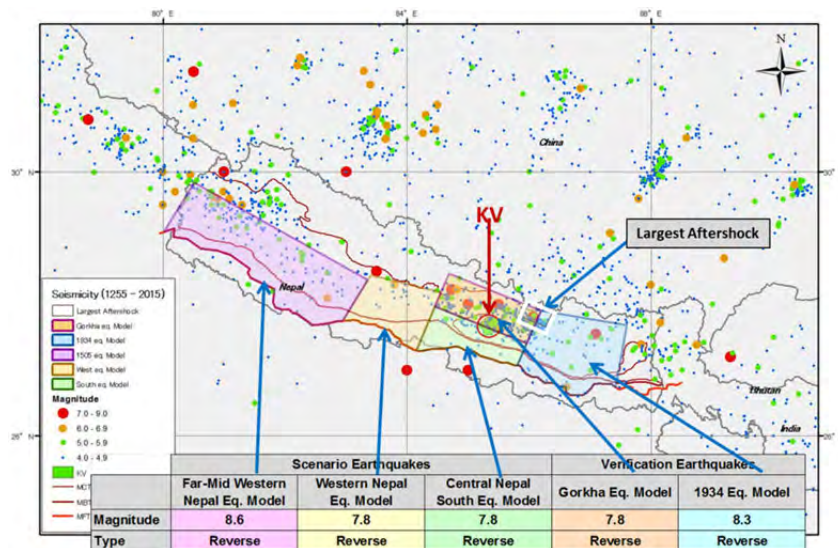 80° E
84° E
88° E
N
China
30° N
30° N
KV
Largest Aftershock
Nepal
Seismicity (1255 - 2015)
Largest Aftershock
Gorkha eq. Model
1934 eq. Model
1505 eq. Model
West eq. Model
South eq. Model
Magnitude
7.0 - 9.0
6.0 - 6.9
5.0 - 5.9
4.0 - 4.9
KV
MCT
MBT
MFT
Bhutan
India
26° N
Scenario Earthquakes Verification Earthquakes
Far-Mid Western Western Nepal Central Nepal Gorkha Eq. Model 1934 Eq. Model
Nepal Eq. Model Eq. Model South Eq. Model
Magnitude 8.6 7.8 7.8 7.8 8.3
Type Reverse Reverse Reverse Reverse Reverse